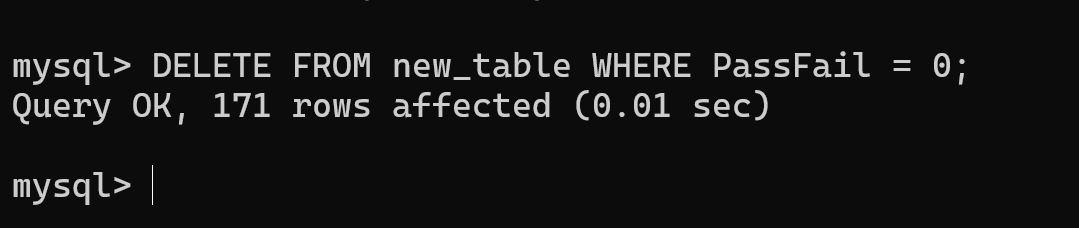 mysql> DELETE FROM new_table WHERE PassFail = 0;
Query OK, 171 rows affected (0.01 sec)
mysql>